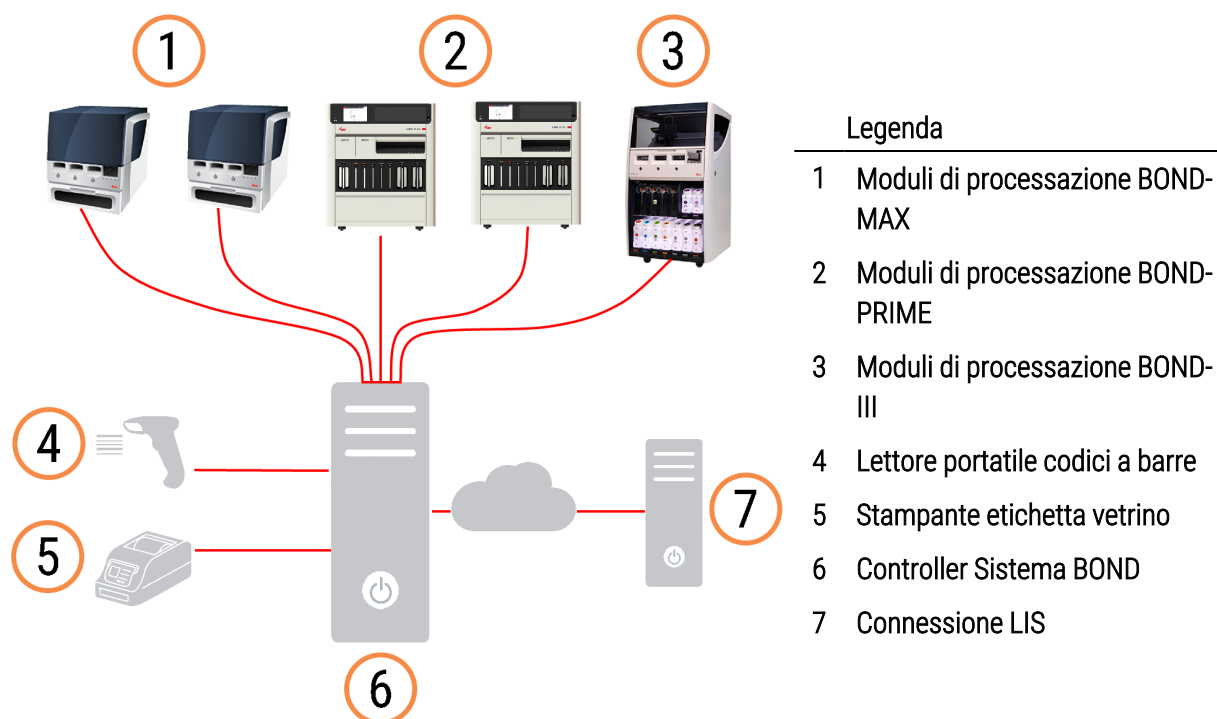 1
2
3
4
5
6
7
Legenda
1 Moduli di processazione BOND-
MAX
2 Moduli di processazione BOND-
PRIME
3 Moduli di processazione BOND-
III
4 Lettore portatile codici a barre
5 Stampante etichetta vetrino
6 Controller Sistema BOND
7 Connessione LIS